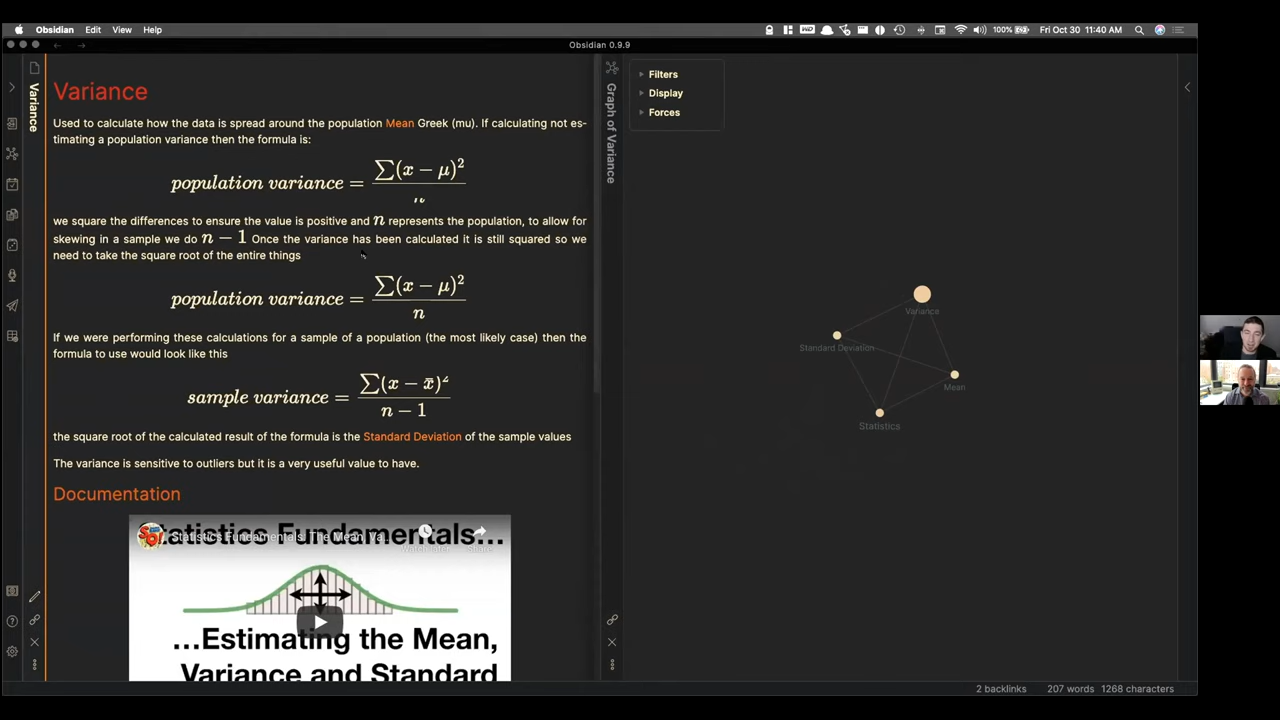 Obsidian Edit View Help
100% Fri Oct 30 11:40 AM
Obsidian 0.9.9
Variance
Variance
Used to calculate how the data is spread around the population Mean Greek (mu). If calculating not es-
timating a population variance then the formula is:
population variance = ∑(x − μ)²
we square the differences to ensure the value is positive and n represents the population, to allow for
skewing in a sample we do n − 1 Once the variance has been calculated it is still squared so we
need to take the square root of the entire things
population variance = ∑(x − μ)² / n
If we were performing these calculations for a sample of a population (the most likely case) then the
formula to use would look like this
sample variance = ∑(x − x̄)² / n − 1
the square root of the calculated result of the formula is the Standard Deviation of the sample values
The variance is sensitive to outliers but it is a very useful value to have.
Documentation
Statistics Fundamentals...
Statistics Fundamentals: The Mean, Va...
Watch later
Share
...Estimating the Mean,
Variance and Standard
Graph of Variance
Filters
Display
Forces
Variance
Standard Deviation
Mean
Statistics
2 backlinks 207 words 1268 characters